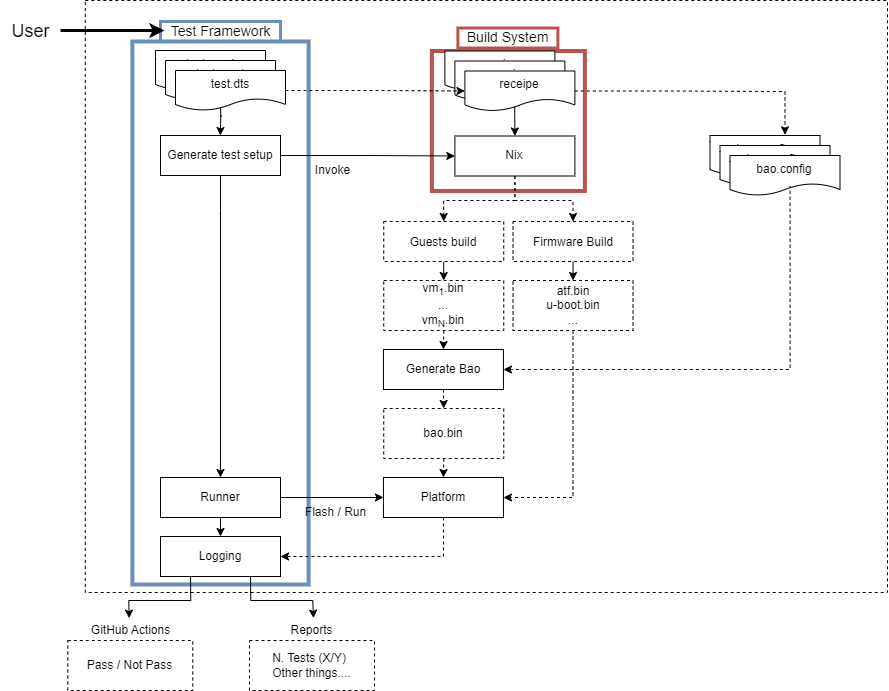 User
Test Framework
Build System
test.dts
receipe
Generate test setup
Invoke
Nix
bao.config
Guests build
Firmware Build
vm1.bin
...
vmN.bin
atf.bin
u-boot.bin
...
Generate Bao
bao.bin
Runner
Flash / Run
Platform
Logging
GitHub Actions
Reports
Pass / Not Pass
N. Tests (X/Y)
Other things....